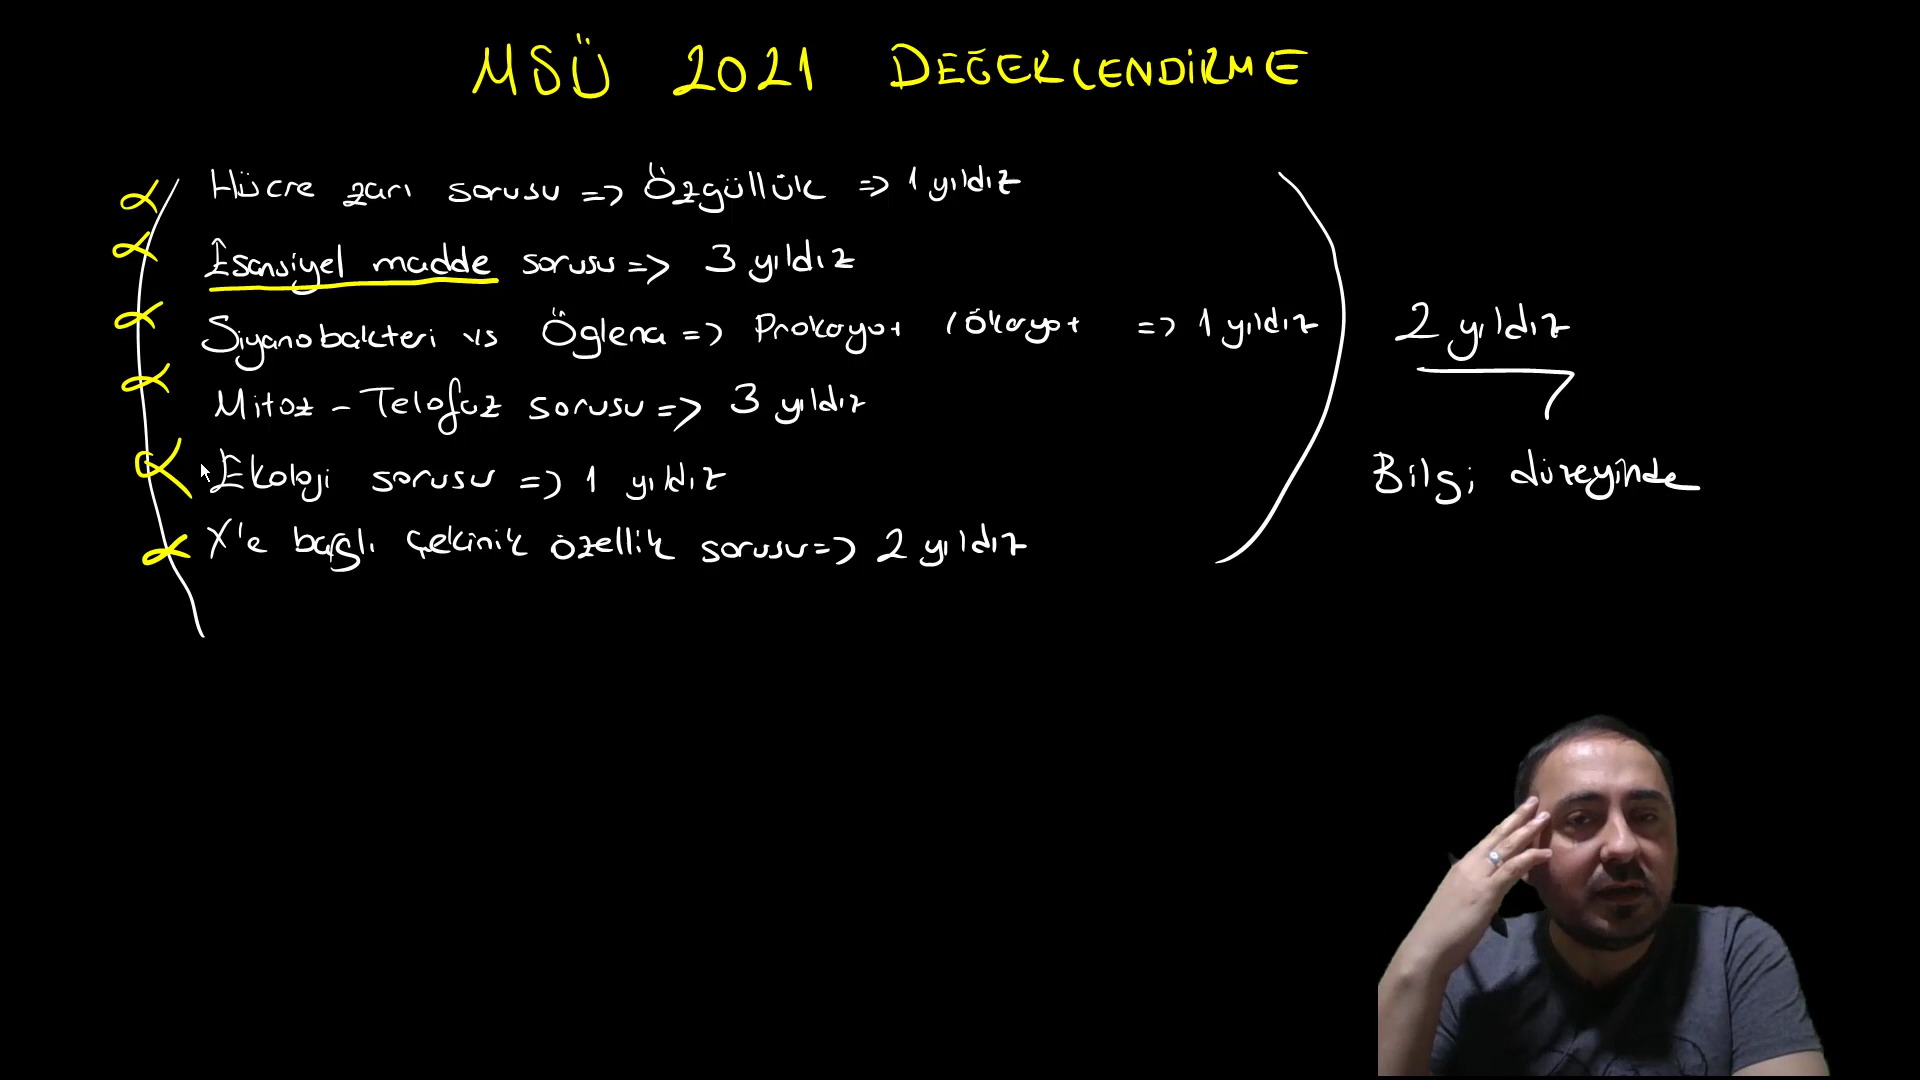 MSÜ 2021 DEĞERLENDİRME
Hücre zarı sorusu => Özgüllük => 1 yıldız
Esansiyel madde sorusu => 3 yıldız
Siyanobakteri vs Öglena => Prokaryot / Ökaryot => 1 yıldız
Mitoz - Telofaz sorusu => 3 yıldız
Ekoloji sorusu => 1 yıldız
X'e bağlı çekinik özellik sorusu => 2 yıldız
2 yıldız
Bilgi düzeyinde